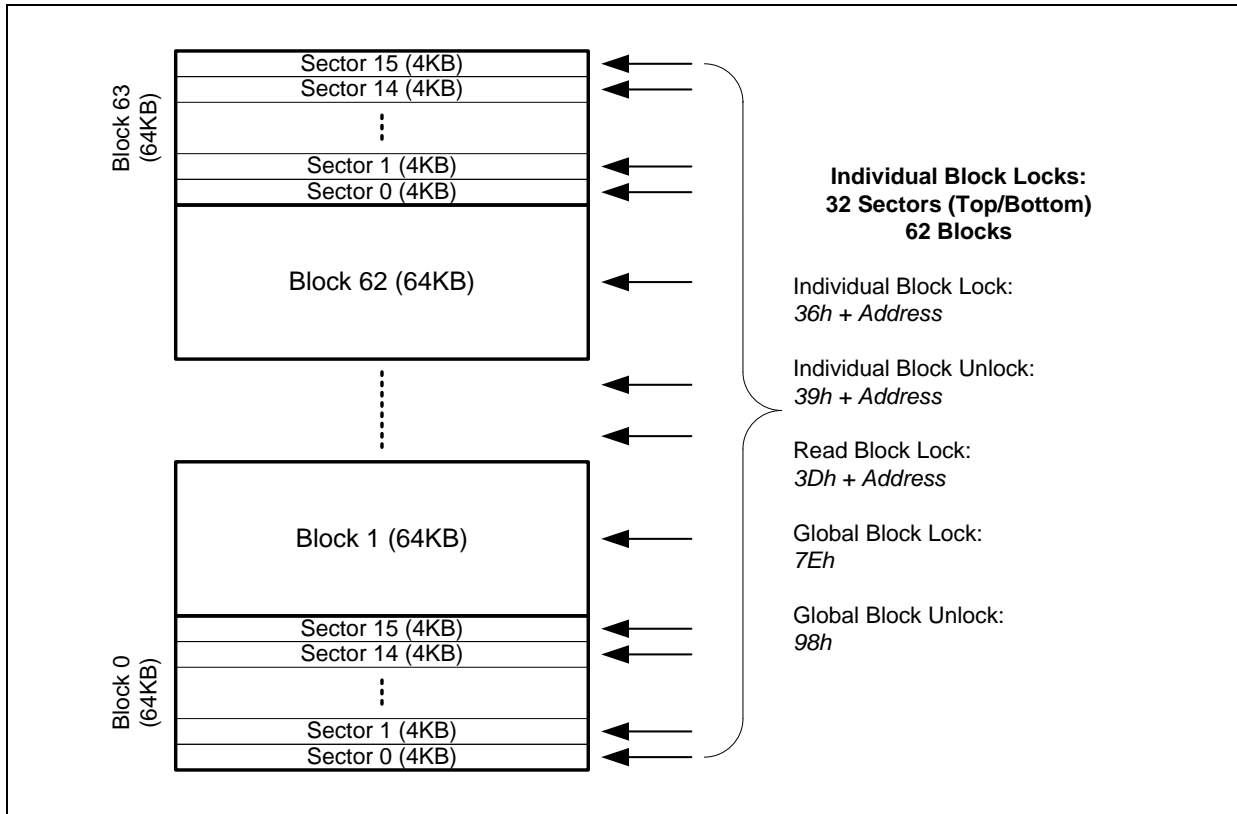 Block 63
(64KB)
Sector 15 (4KB)
Sector 14 (4KB)
Sector 1 (4KB)
Sector 0 (4KB)
Block 62 (64KB)
Block 1 (64KB)
Block 0
(64KB)
Sector 15 (4KB)
Sector 14 (4KB)
Sector 1 (4KB)
Sector 0 (4KB)
Individual Block Locks:
32 Sectors (Top/Bottom)
62 Blocks
Individual Block Lock:
36h + Address
Individual Block Unlock:
39h + Address
Read Block Lock:
3Dh + Address
Global Block Lock:
7Eh
Global Block Unlock:
98h